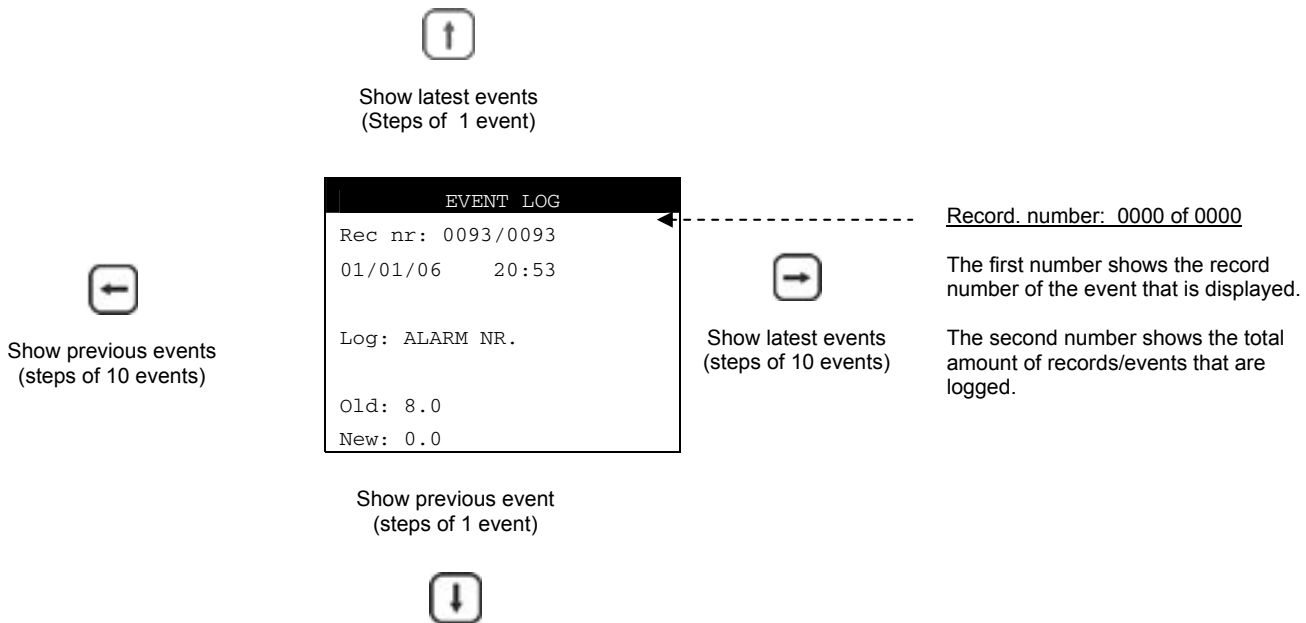 Show latest events
(Steps of 1 event)
EVENT LOG
Rec nr: 0093/0093
01/01/06 20:53
Log: ALARM NR.
Old: 8.0
New: 0.0
Show previous events
(steps of 10 events)
Show latest events
(steps of 10 events)
Record. number: 0000 of 0000
The first number shows the record
number of the event that is displayed.
The second number shows the total
amount of records/events that are
logged.
Show previous event
(steps of 1 event)